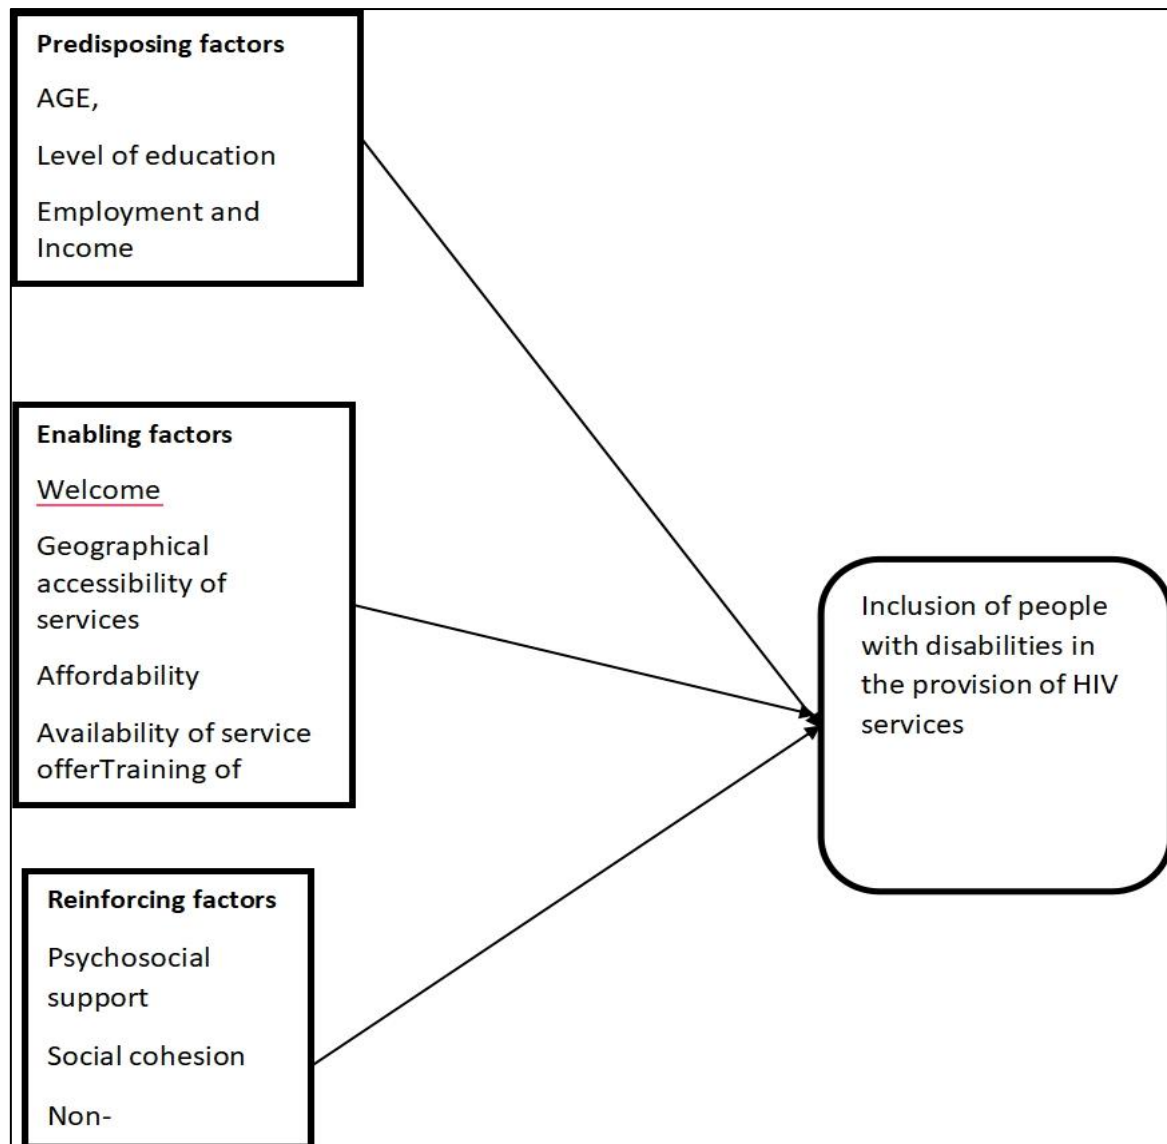 Predisposing factors
AGE,
Level of education
Employment and
Income
Enabling factors
Welcome
Geographical
accessibility of
services
Affordability
Availability of service
offerTraining of
Reinforcing factors
Psychosocial
support
Social cohesion
Non-
Inclusion of people
with disabilities in
the provision of HIV
services